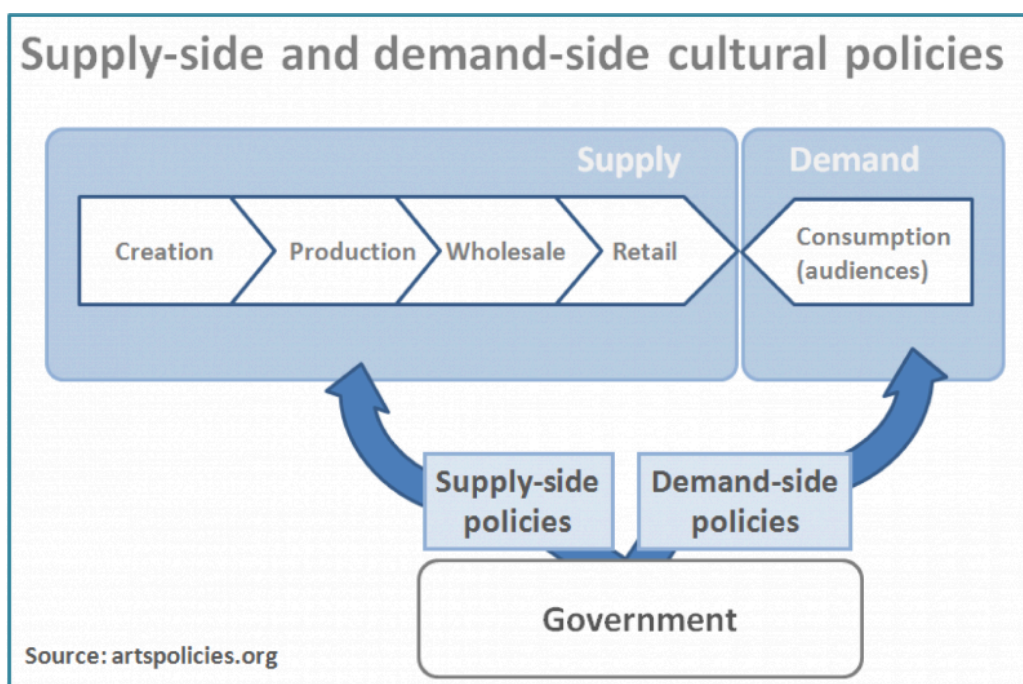 Supply-side and demand-side cultural policies
Supply
Demand
Creation
Production
Wholesale
Retail
Consumption
(audiences)
Supply-side
policies
Demand-side
policies
Government
Source: artspolicies.org